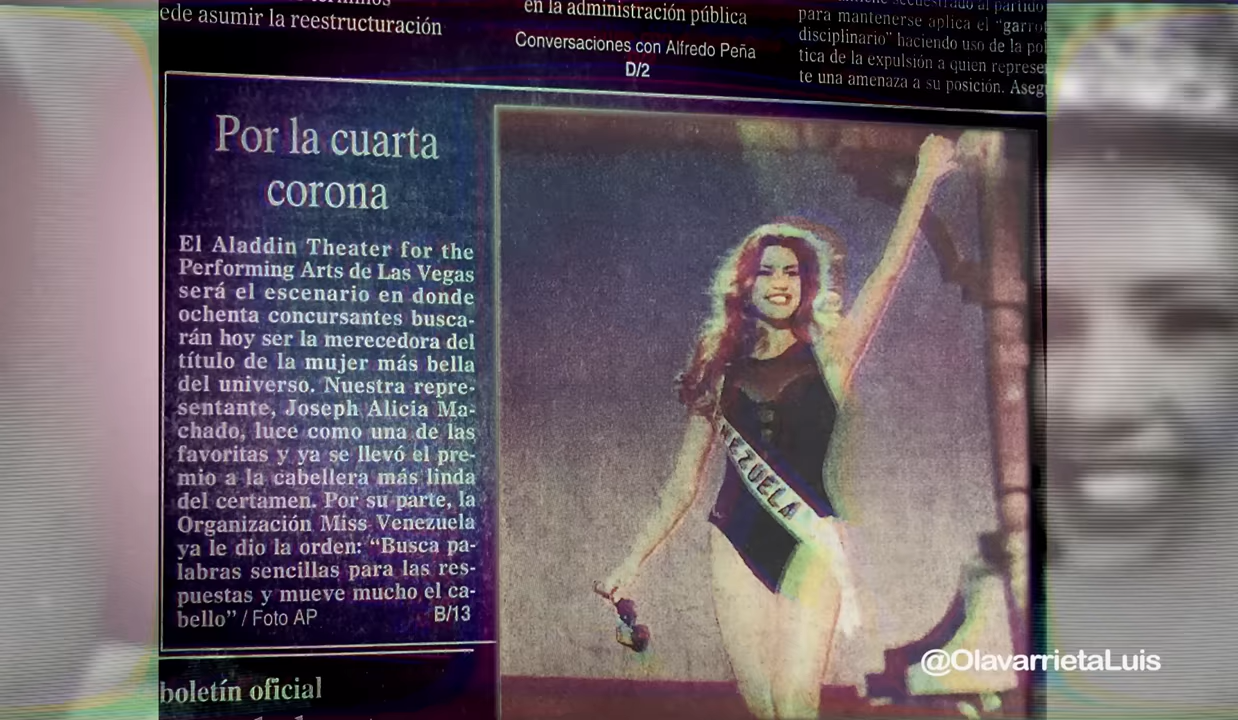 ede asumir la reestructuración
en la administración pública
Conversaciones con Alfredo Peña
D/2
para mantenerse aplica el "garro
disciplinario" haciendo uso de la po
tica de la expulsión a quien represe
te una amenaza a su posición. Aseg
Por la cuarta
corona
El Aladdin Theater for the
Performing Arts de Las Vegas
será el escenario en donde
ochenta concursantes busca-
rán hoy ser la merecedora del
título de la mujer más bella
del universo. Nuestra repre-
sentante, Joseph Alicia Ma-
chado, luce como una de las
favoritas y ya se llevó el pre-
mio a la cabellera más linda
del certamen. Por su parte, la
Organización Miss Venezuela
ya le dio la orden: “Busca pa-
labras sencillas para las res-
puestas y mueve mucho el ca-
bello” / Foto AP B/13
NEZUELA
@OlavarrietaLuis
boletín oficial